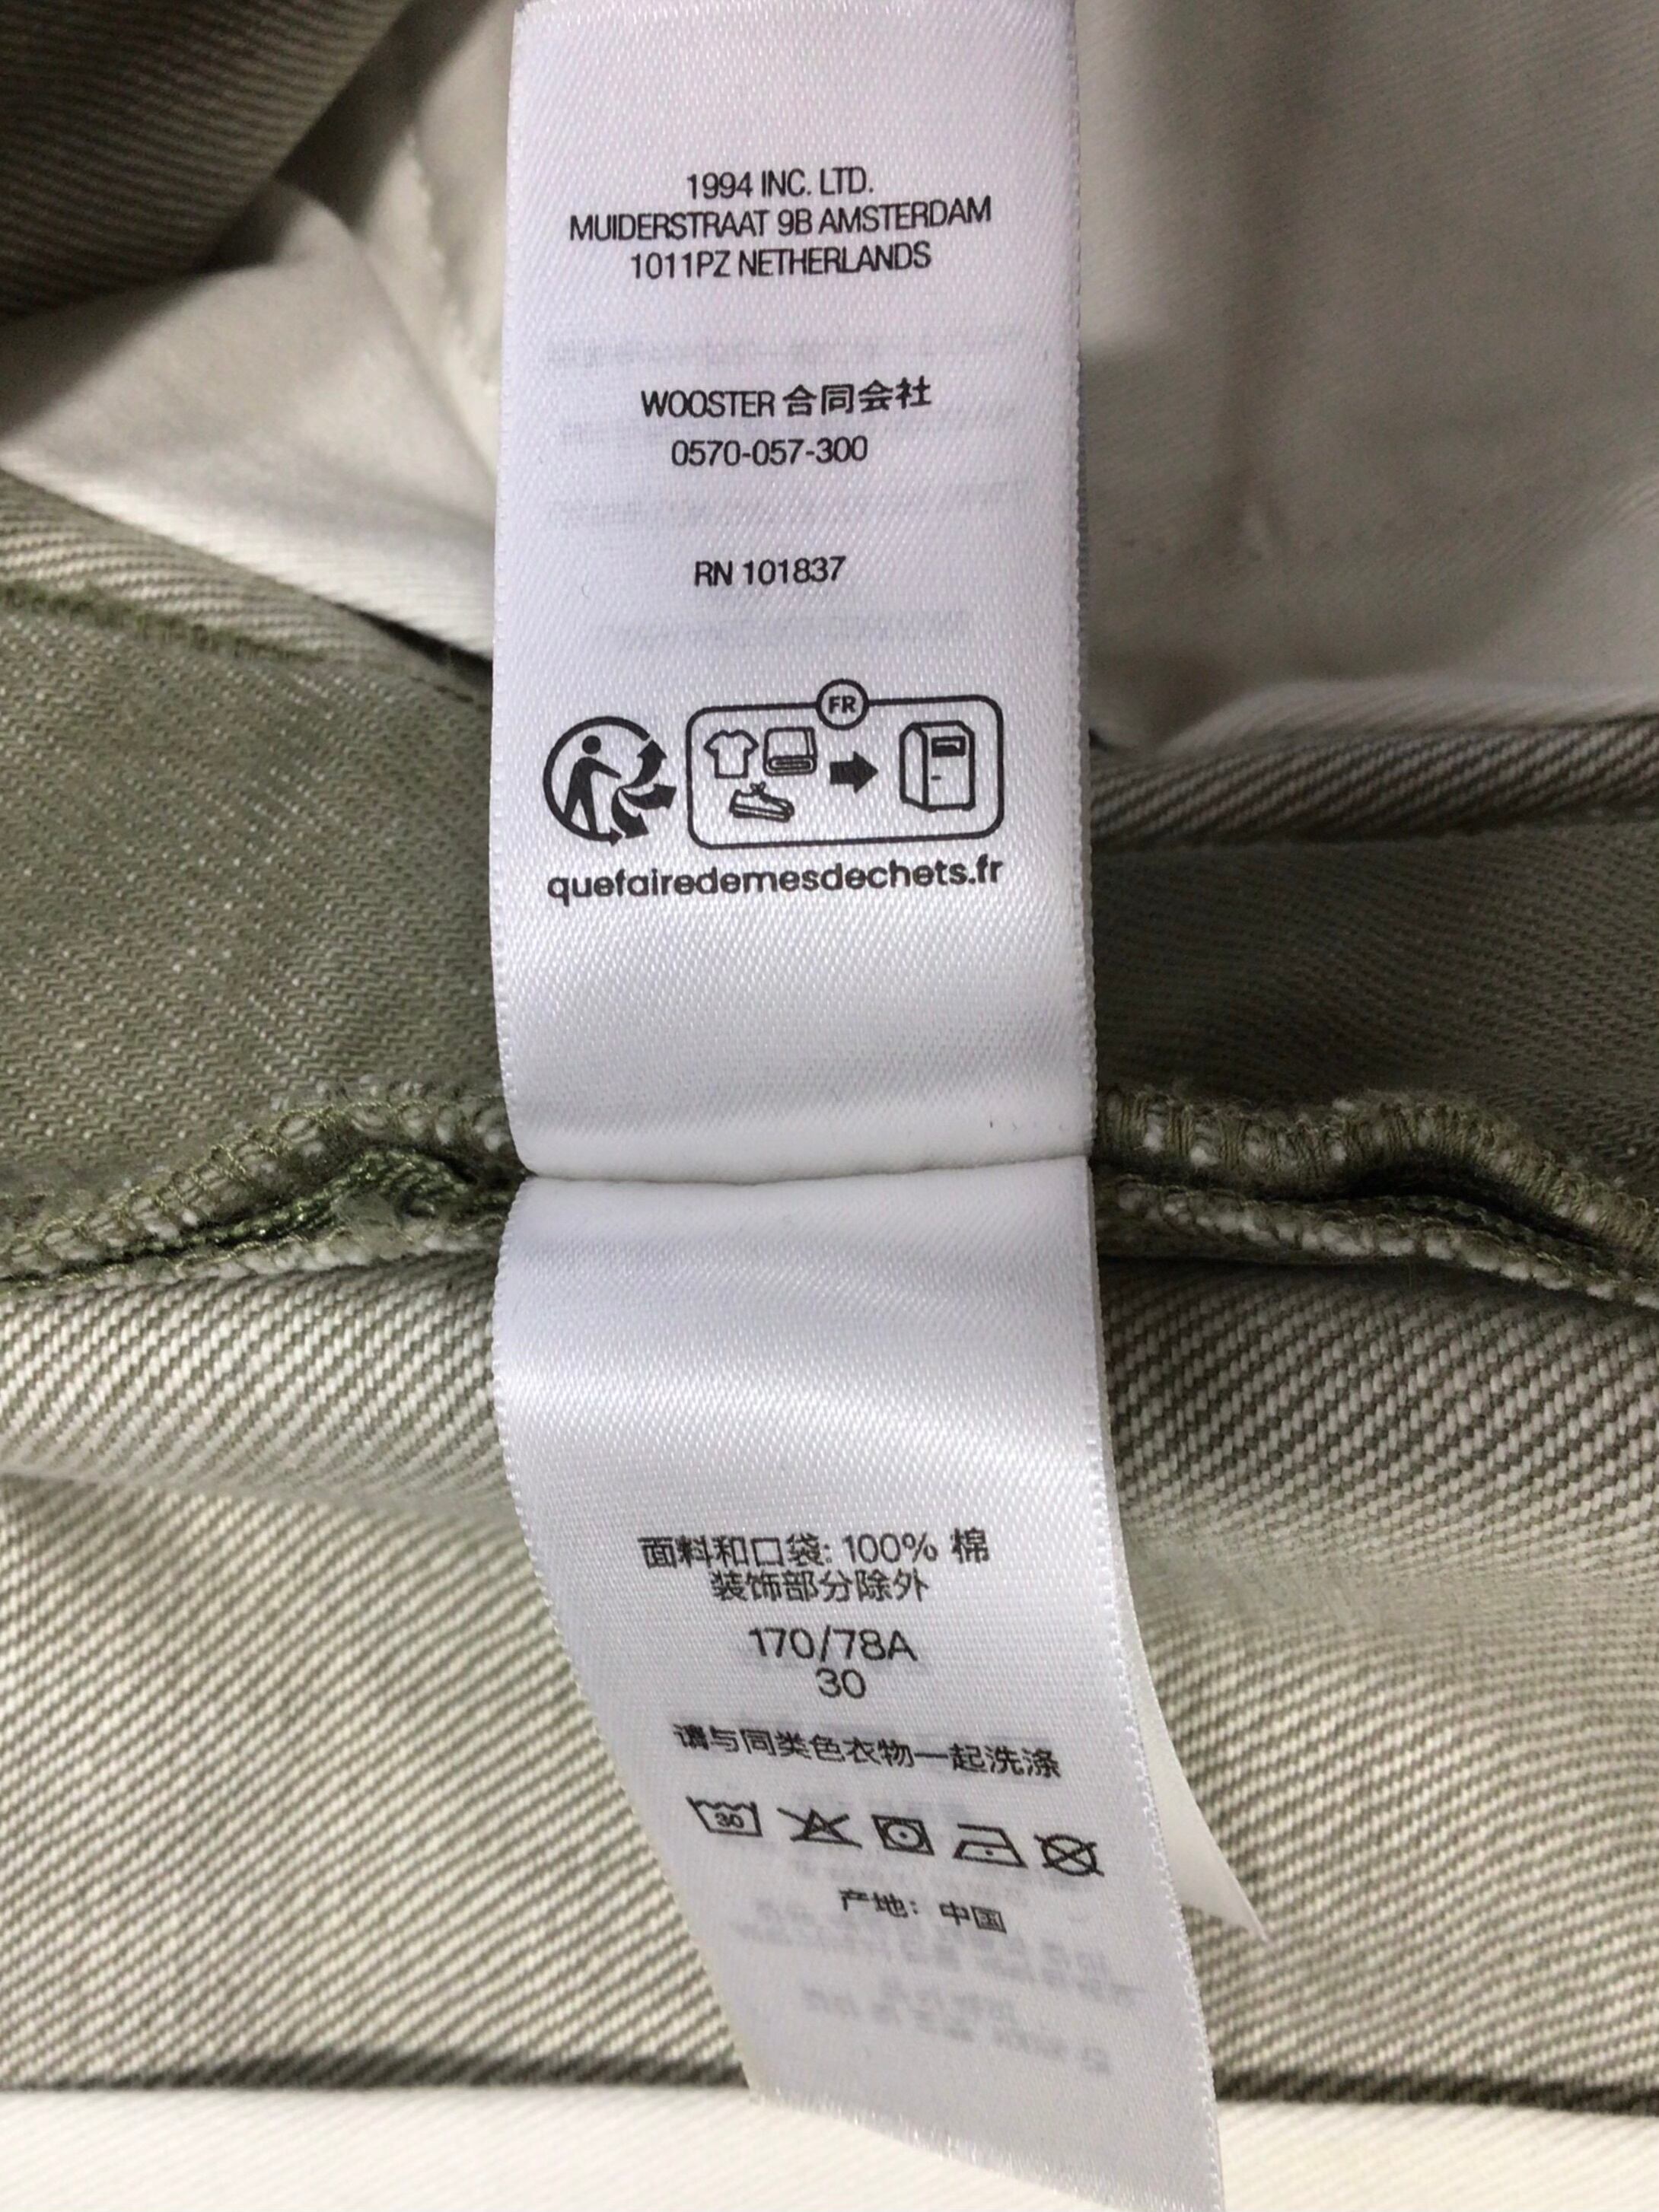 1994 INC. LTD.
MUIDERSTRAAT 9B AMSTERDAM
1011PZ NETHERLANDS
WOOSTER 合同会社
0570-057-300
RN 101837
FR
quefairedemesdechets.fr
面料和口袋: 100% 棉
装饰部分除外
170/78A
30
请与同类色衣物一起洗涤
30
产地: 中国